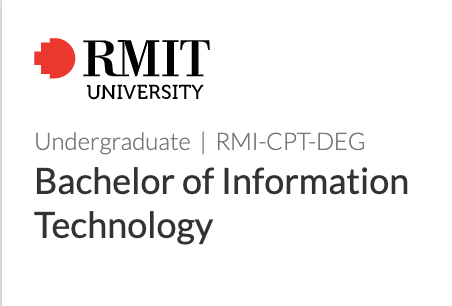 RMIT
UNIVERSITY
Undergraduate | RMI-CPT-DEG
Bachelor of Information
Technology